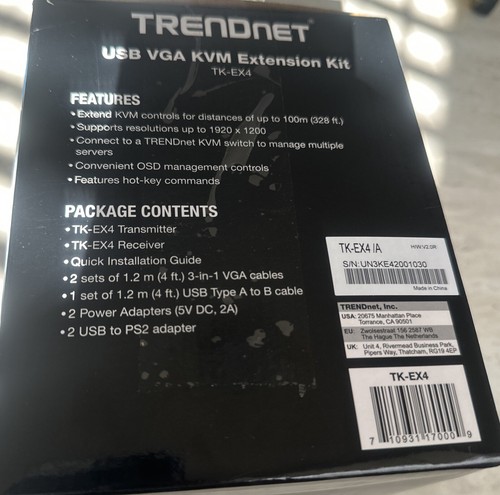 TRENDNET
USB VGA KVM Extension Kit
TK-EX4
FEATURES
• Extend KVM controls for distances of up to 100m (328 ft.)
• Supports resolutions up to 1920 x 1200
• Connect to a TRENDnet KVM switch to manage multiple
servers
• Convenient OSD management controls
• Features hot-key commands
PACKAGE CONTENTS
• TK-EX4 Transmitter
• TK-EX4 Receiver
• Quick Installation Guide
• 2 sets of 1.2 m (4 ft.) 3-in-1 VGA cables
• 1 set of 1.2 m (4 ft.) USB Type A to B cable
• 2 Power Adapters (5V DC, 2A)
• 2 USB to PS2 adapter
TK-EX4 /A H/W:V2.0R
S/N:UN3KE42001030
Made in China
TRENDnet, Inc.
USA: 20675 Manhattan Place
Torrance, CA 90501
EU: Zwolsestraat 156 2587 WB
The Hague The Netherlands
UK: Unit 4, Rivermead Business Park,
Pipers Way, Thatcham, RG19 4EP
TK-EX4
7 10931 17000 9